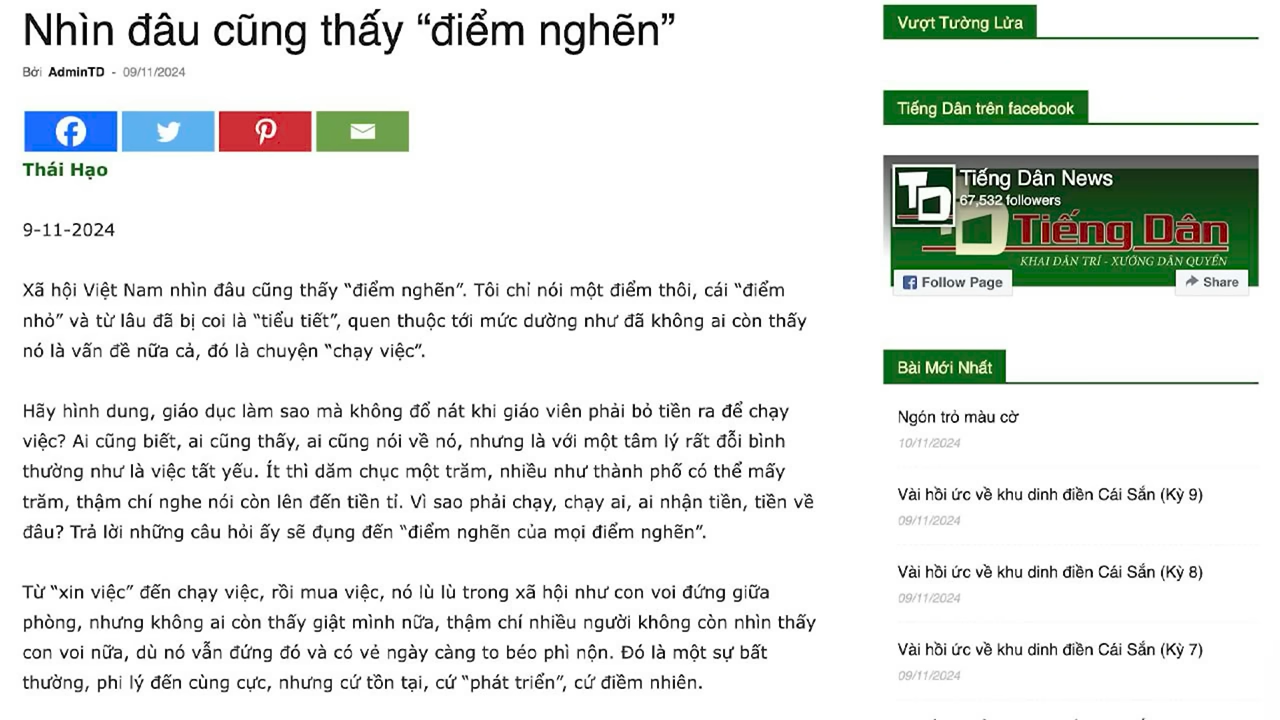 Nhìn đâu cũng thấy “điểm nghẽn”
Bởi AdminTD - 09/11/2024
Thái Hạo
9-11-2024
Xã hội Việt Nam nhìn đâu cũng thấy “điểm nghẽn”. Tôi chỉ nói một điểm thôi, cái “điểm
nhỏ” và từ lâu đã bị coi là “tiểu tiết”, quen thuộc tới mức dường như đã không ai còn thấy
nó là vấn đề nữa cả, đó là chuyện “chạy việc”.
Hãy hình dung, giáo dục làm sao mà không đổ nát khi giáo viên phải bỏ tiền ra để chạy
việc? Ai cũng biết, ai cũng thấy, ai cũng nói về nó, nhưng là với một tâm lý rất đỗi bình
thường như là việc tất yếu. Ít thì dăm chục một trăm, nhiều như thành phố có thể mấy
trăm, thậm chí nghe nói còn lên đến tiền tỉ. Vì sao phải chạy, chạy ai, ai nhận tiền, tiền về
đâu? Trả lời những câu hỏi ấy sẽ đụng đến “điểm nghẽn của mọi điểm nghẽn”.
Từ “xin việc” đến chạy việc, rồi mua việc, nó lù lù trong xã hội như con voi đứng giữa
phòng, nhưng không ai còn thấy giật mình nữa, thậm chí nhiều người không còn nhìn thấy
con voi nữa, dù nó vẫn đứng đó và có vẻ ngày càng to béo phì nộn. Đó là một sự bất
thường, phi lý đến cùng cực, nhưng cứ tồn tại, cứ “phát triển”, cứ điềm nhiên.
Vượt Tường Lửa
Tiếng Dân trên facebook
TD
Tiếng Dân News
67,532 followers
Tiếng Dân
KHAI DÂN TRÍ - XƯỚNG DÂN QUYỀN
Follow Page
Share
Bài Mới Nhất
Ngón trỏ màu cờ
10/11/2024
Vài hồi ức về khu dinh điền Cái Sắn (Kỳ 9)
09/11/2024
Vài hồi ức về khu dinh điền Cái Sắn (Kỳ 8)
09/11/2024
Vài hồi ức về khu dinh điền Cái Sắn (Kỳ 7)
09/11/2024